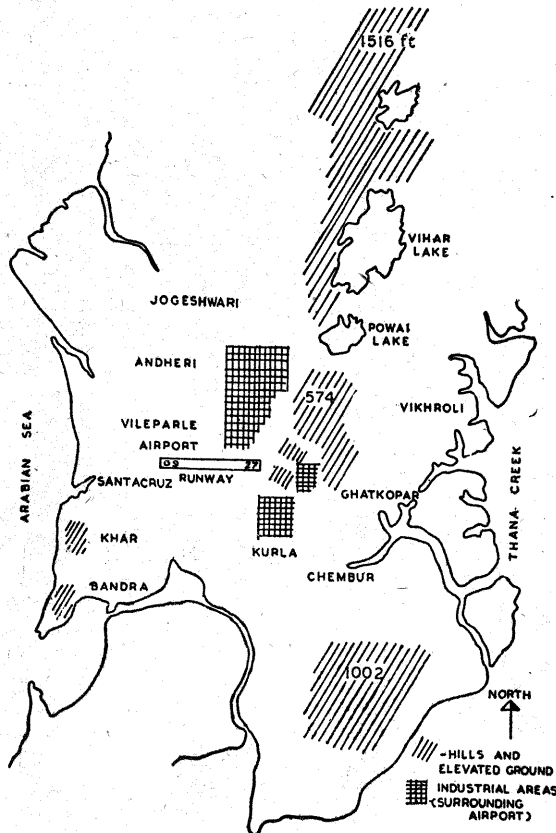 1516 ft
VIHAR
LAKE
JOGESHWARI
POWAI
LAKE
ANDHERI
574
VIKHROLI
VILEPARLE
AIRPORT
09 27
RUNWAY
SANTACRUZ
GHATKOPAR
ARABIAN SEA
THANA CREEK
KHAR
KURLA
CHEMBUR
BANDRA
1002
NORTH
-HILLS AND
ELEVATED GROUND
INDUSTRIAL AREAS
(SURROUNDING
AIRPORT)